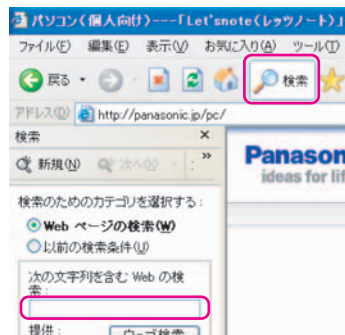 パソコン(個人向け)---「Let'snote(レッツノート)」
ファイル(F) 編集(E) 表示(V) お気に入り(A) ツール(T)
戻る 検索
アドレス(D) http://panasonic.jp/pc/
検索 ×
新規(N) 次へ(X) »
Panason
ideas for lif
検索のためのカテゴリを選択する:
Web ページの検索(W)
以前の検索条件(U)
次の文字列を含む Web の検
索:
提供: ウェブ検索